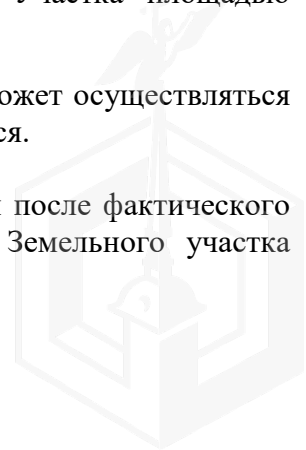 участка площадью
ожет осуществляться
ся.
после фактического
Земельного участка